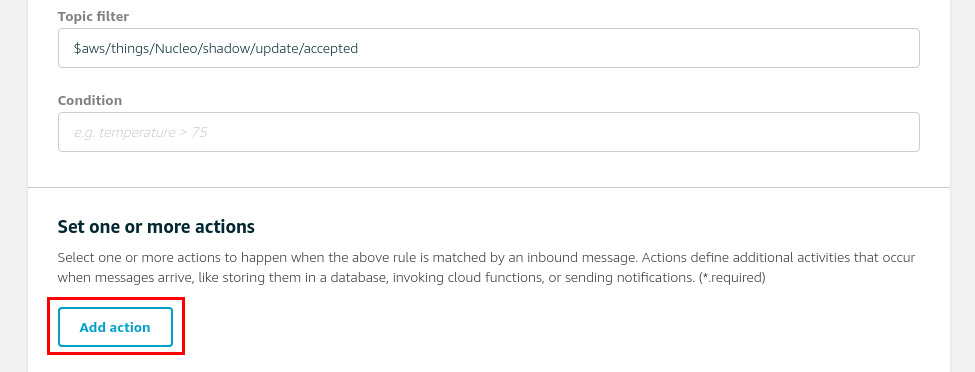 Topic filter
$aws/things/Nucleo/shadow/update/accepted
Condition
e.g. temperature > 75
Set one or more actions
Select one or more actions to happen when the above rule is matched by an inbound message. Actions define additional activities that occur
when messages arrive, like storing them in a database, invoking cloud functions, or sending notifications. (*.required)
Add action